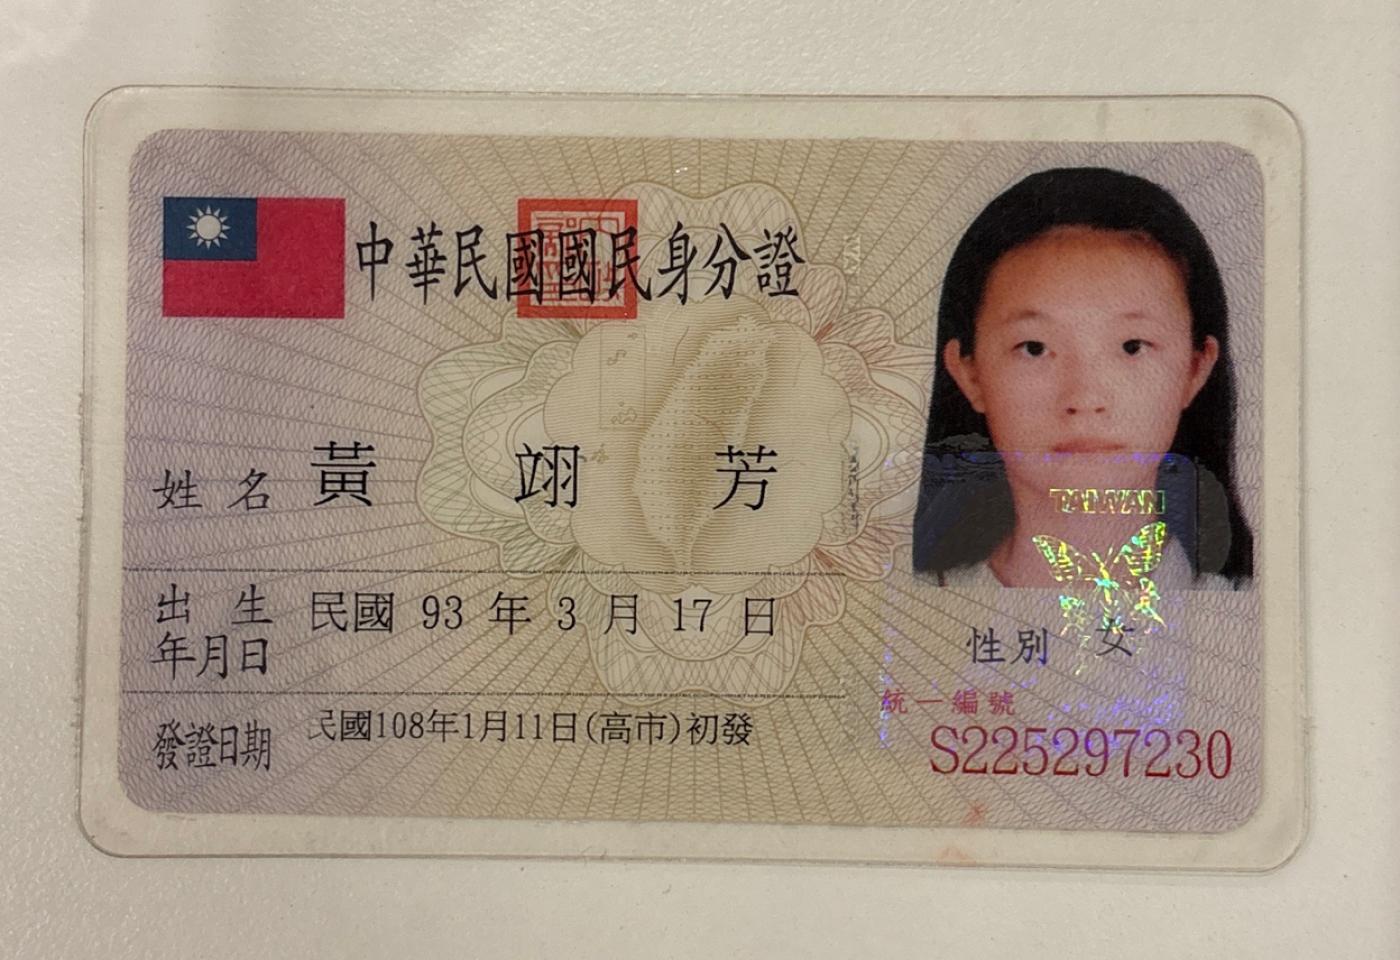 中華民國國民身分證
姓名 黃翊芳
出生年月日 民國 93 年 3 月 17 日
發證日期 民國108年1月11日(高市)初發
TAIWAN
性別 女
統一編號
S225297230